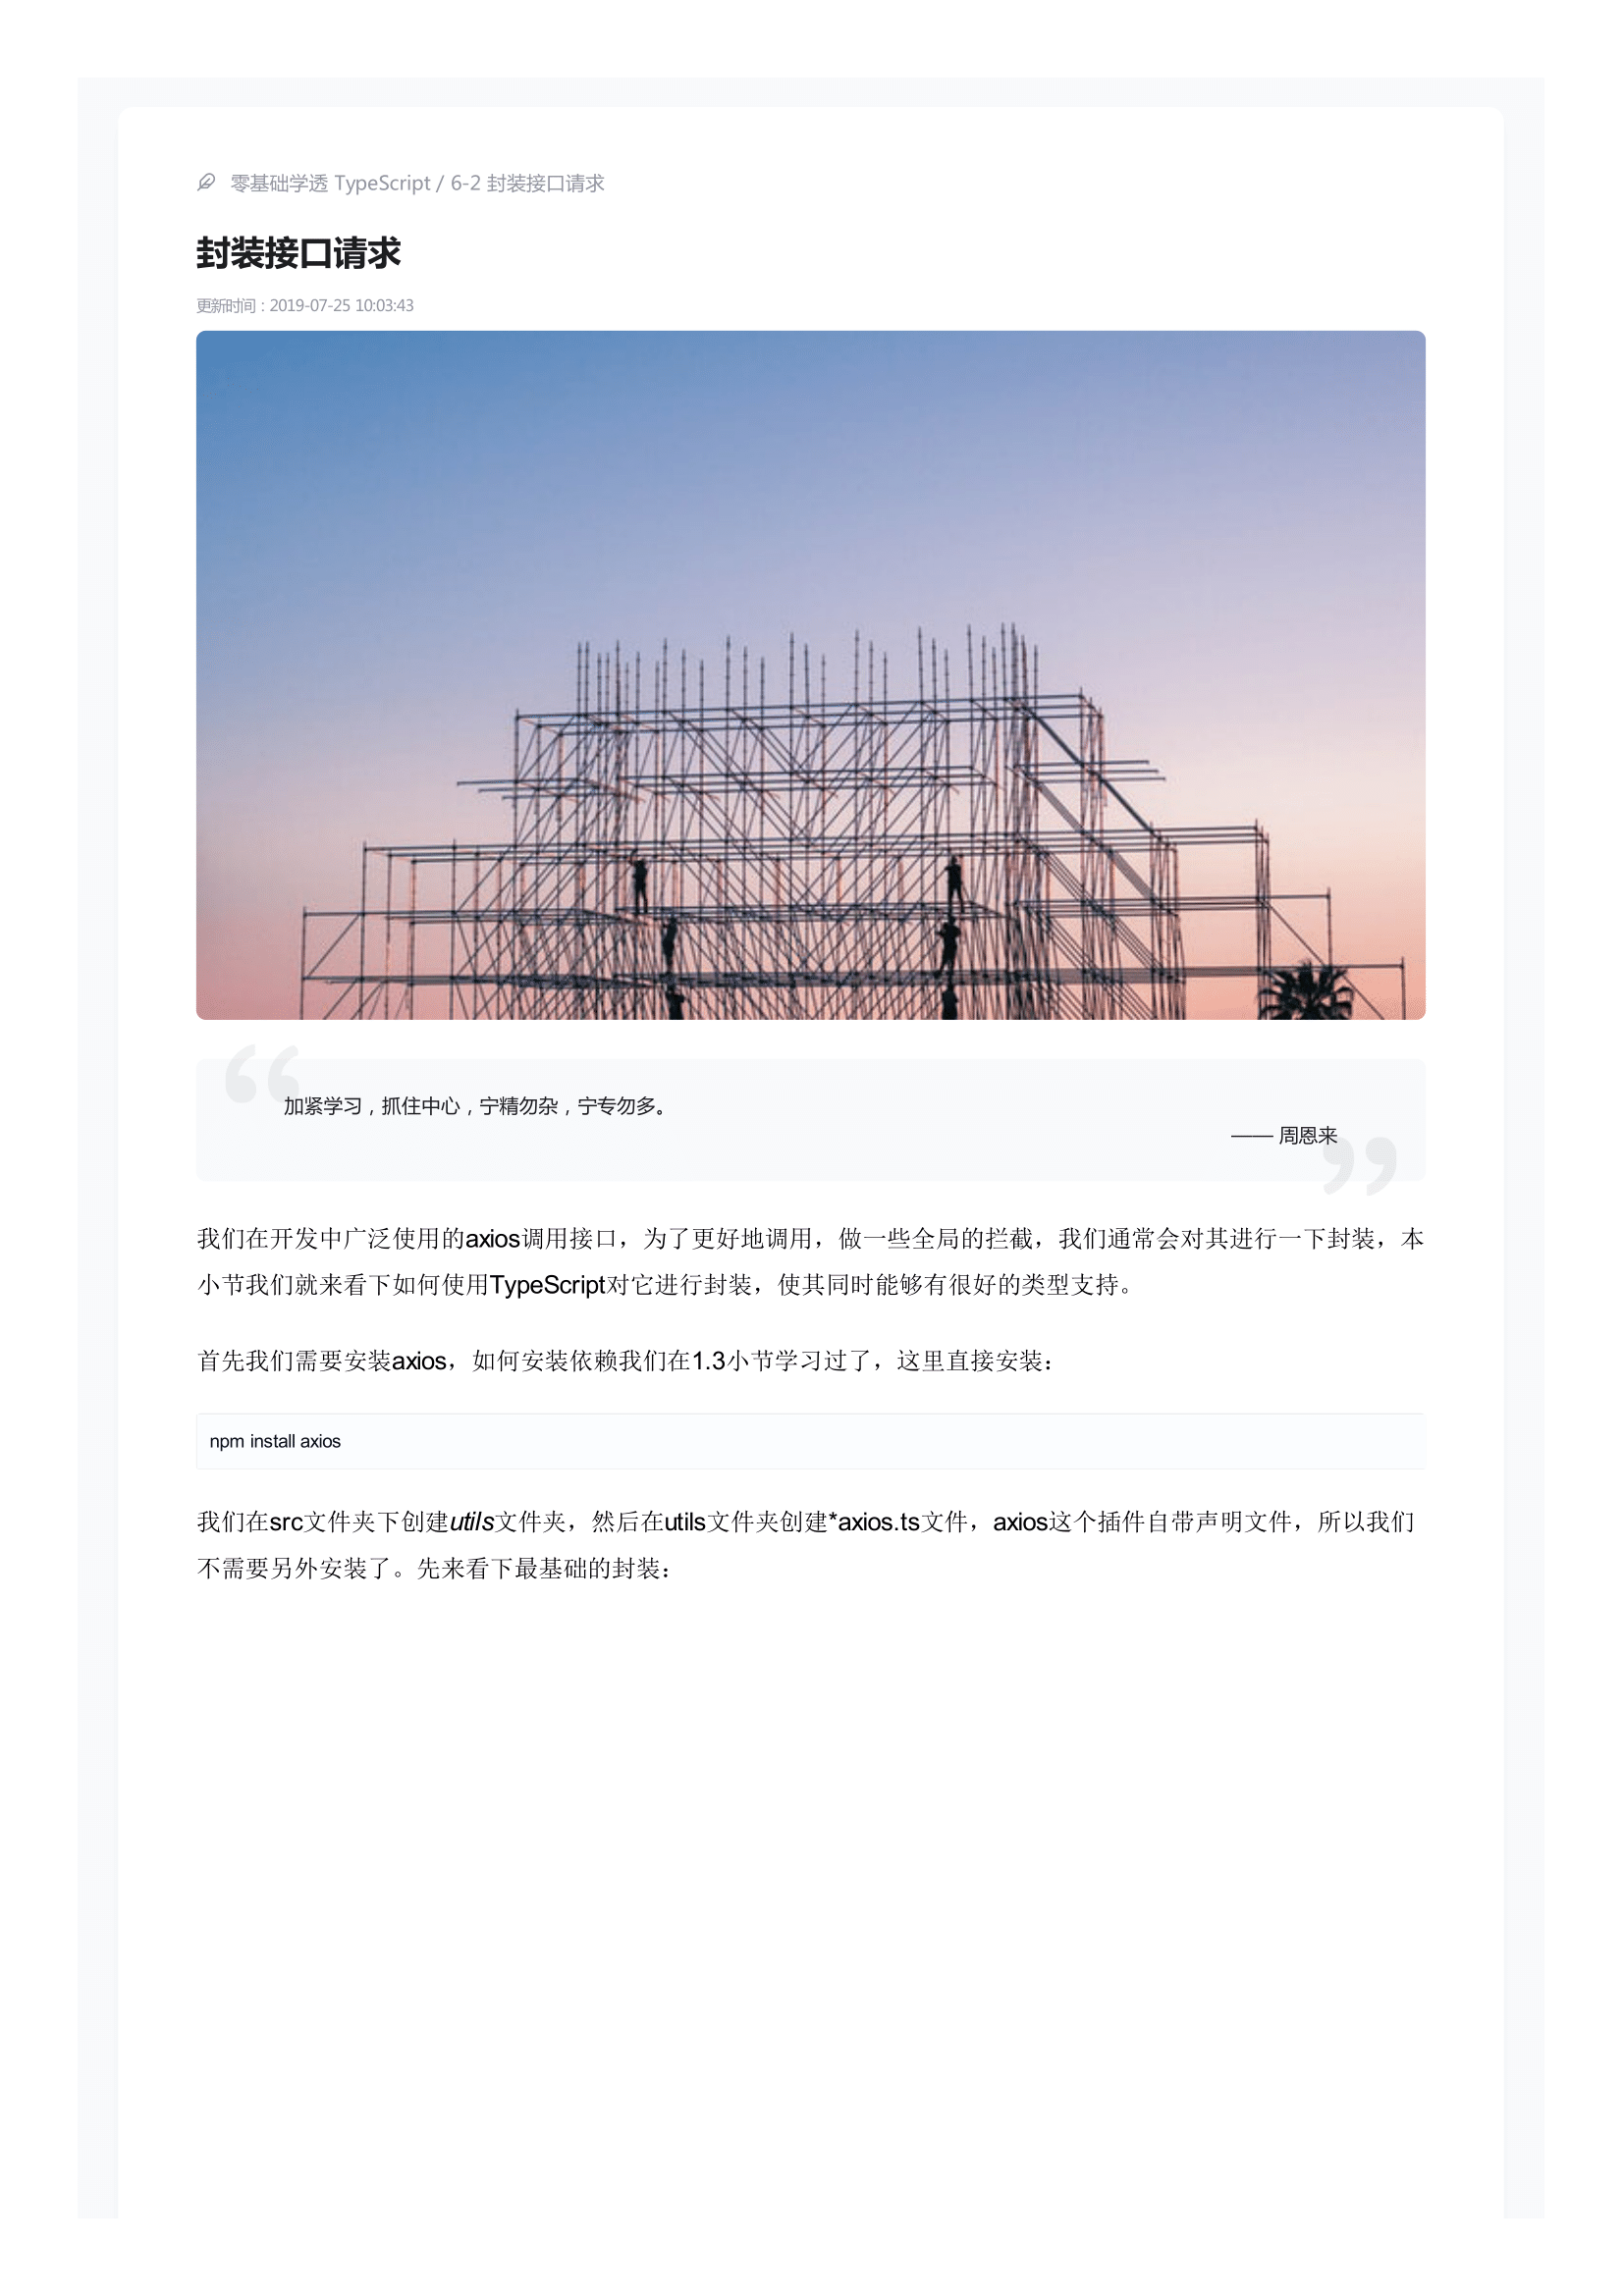 零基础学透 TypeScript / 6-2 封装接口请求
封装接口请求
更新时间：2019-07-25 10:03:43
加紧学习，抓住中心，宁精勿杂，宁专勿多。
—— 周恩来
我们在开发中广泛使用的axios调用接口，为了更好地调用，做一些全局的拦截，我们通常会对其进行一下封装，本
小节我们就来看下如何使用TypeScript对它进行封装，使其同时能够有很好的类型支持。
首先我们需要安装axios，如何安装依赖我们在1.3小节学习过了，这里直接安装：
npm install axios
我们在src文件夹下创建utils文件夹，然后在utils文件夹创建*axios.ts文件，axios这个插件自带声明文件，所以我们
不需要另外安装了。先来看下最基础的封装：